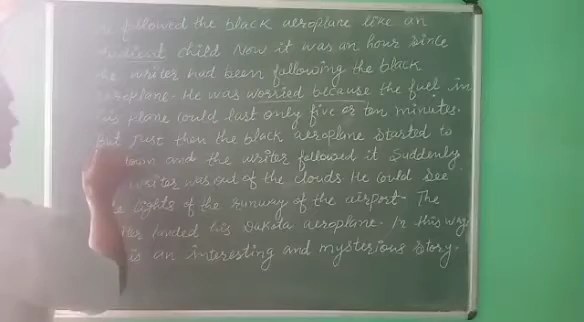 followed the black aeroplane like an
child Now it was an hour since
the writer had been following the black
aeroplane. He was worried because the fuel in
his plane could last only five or ten minutes.
But just then the black aeroplane started to
down and the writer followed it Suddenly
writer was out of the clouds. He could see
lights of the runway of the airport. The
landed his Dakota aeroplane. In this way
is an interesting and mysterious story.